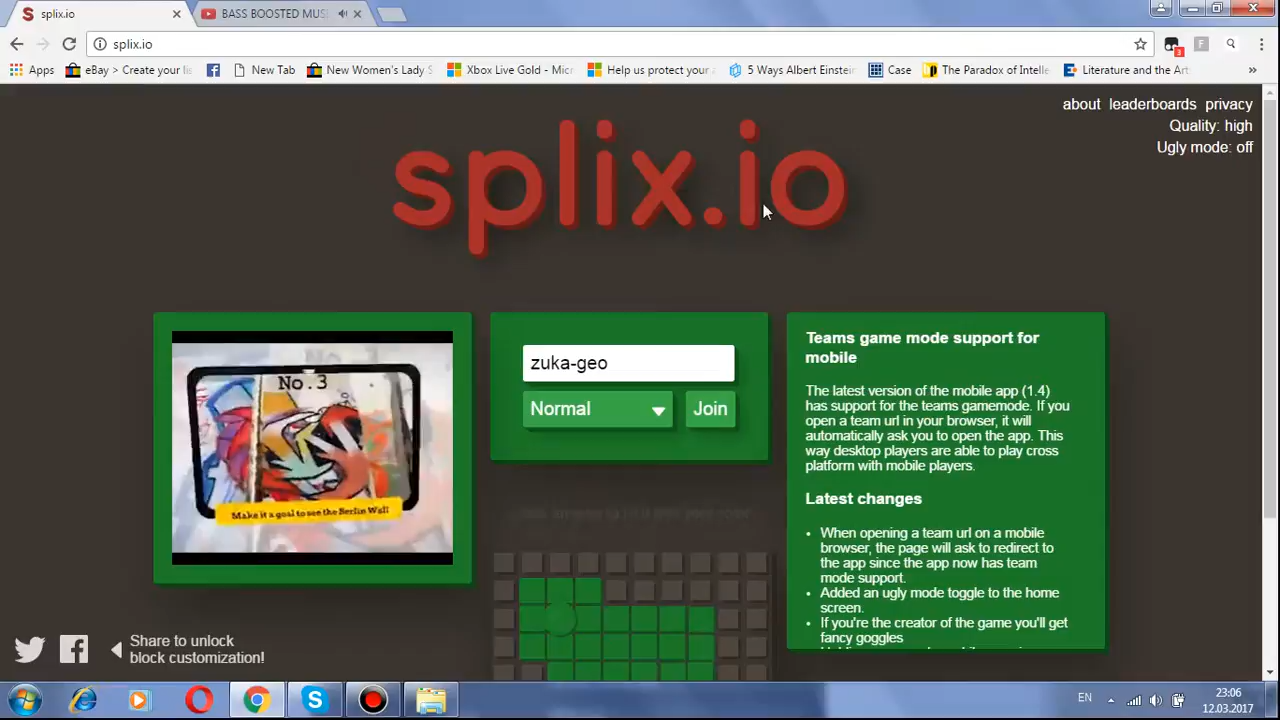 splix.io
BASS BOOSTED MUS
splix.io
Apps
eBay > Create your lis
New Tab
New Women's Lady S
Xbox Live Gold - Micr
Help us protect your a
5 Ways Albert Einstein
Case
The Paradox of Intelle
Literature and the Art
»
about leaderboards privacy
Quality: high
Ugly mode: off
splix.io
No.3
Make it a goal to see the Berlin Wall
zuka-geo
Normal
Join
Teams game mode support for
mobile
The latest version of the mobile app (1.4)
has support for the teams gamemode. If you
open a team url in your browser, it will
automatically ask you to open the app. This
way desktop players are able to play cross
platform with mobile players.
Latest changes
• When opening a team url on a mobile
browser, the page will ask to redirect to
the app since the app now has team
mode support.
• Added an ugly mode toggle to the home
screen.
• If you're the creator of the game you'll get
fancy goggles
Share to unlock
block customization!
EN
23:06
12.03.2017